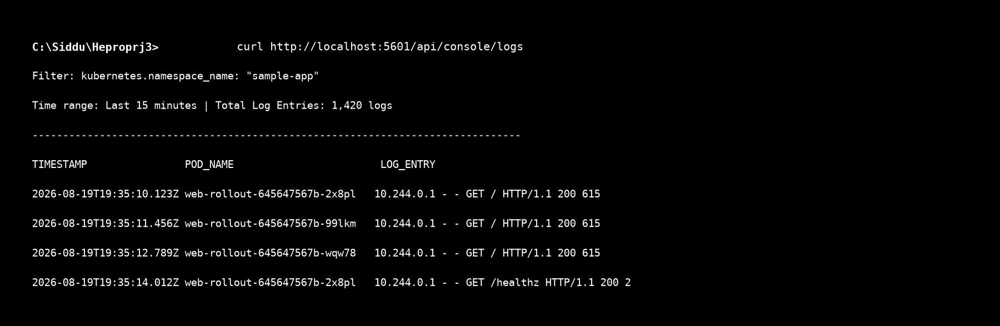 C:\Siddu\Heproprj3> curl http://localhost:5601/api/console/logs
Filter: kubernetes.namespace_name: "sample-app"
Time range: Last 15 minutes | Total Log Entries: 1,420 logs
--------------------------------------------------------------------------------
TIMESTAMP                POD_NAME                        LOG_ENTRY
2026-08-19T19:35:10.123Z web-rollout-645647567b-2x8pl   10.244.0.1 - - GET / HTTP/1.1 200 615
2026-08-19T19:35:11.456Z web-rollout-645647567b-99lkm   10.244.0.1 - - GET / HTTP/1.1 200 615
2026-08-19T19:35:12.789Z web-rollout-645647567b-wqw78   10.244.0.1 - - GET / HTTP/1.1 200 615
2026-08-19T19:35:14.012Z web-rollout-645647567b-2x8pl   10.244.0.1 - - GET /healthz HTTP/1.1 200 2